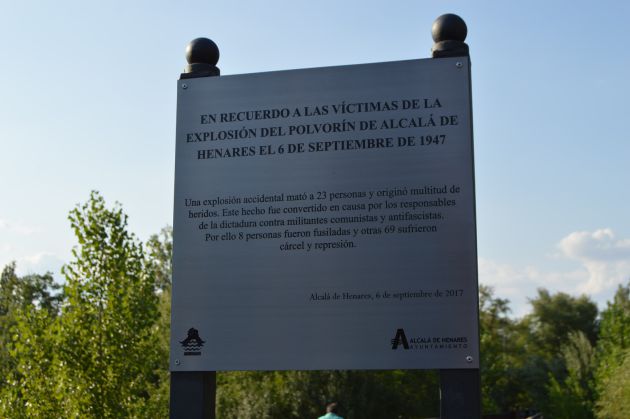 EN RECUERDO A LAS VÍCTIMAS DE LA
EXPLOSIÓN DEL POLVORÍN DE ALCALÁ DE
HENARES EL 6 DE SEPTIEMBRE DE 1947
Una explosión accidental mató a 23 personas y originó multitud de
heridos. Este hecho fue convertido en causa por los responsables
de la dictadura contra militantes comunistas y antifascistas.
Por ello 8 personas fueron fusiladas y otras 69 sufrieron
cárcel y represión.
Alcalá de Henares, 6 de septiembre de 2017
ALCALÁ DE HENARES
AYUNTAMIENTO